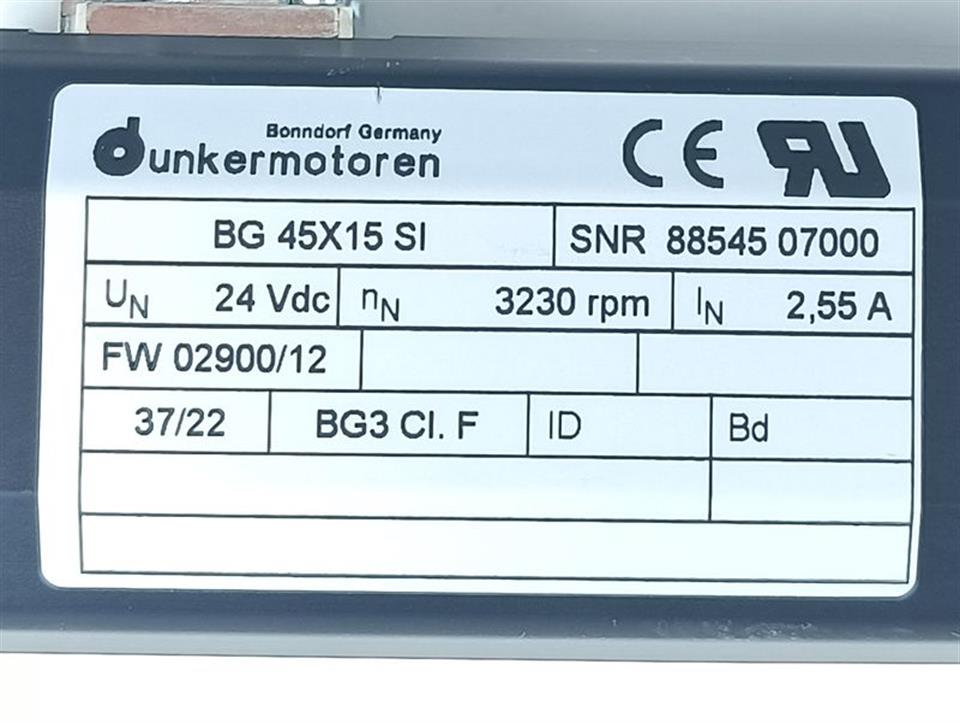 Bonndorf Germany
dunkermotoren
CE RU
BG 45X15 SI SNR 88545 07000
UN 24 Vdc nN 3230 rpm IN 2,55 A
FW 02900/12
37/22 BG3 Cl. F ID Bd